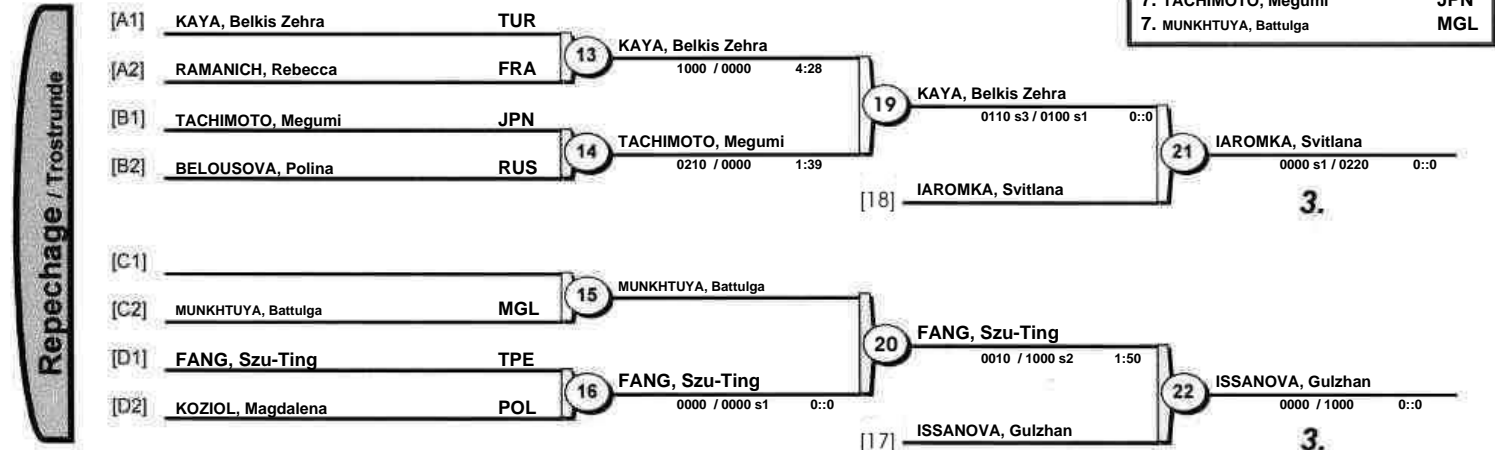 7. TACHIMOTO, Megumi JPN
7. MUNKHTUYA, Battulga MGL
Repechage / Trostrunde
[A1] KAYA, Belkis Zehra TUR
[A2] RAMANICH, Rebecca FRA
13
KAYA, Belkis Zehra
1000 / 0000 4:28
[B1] TACHIMOTO, Megumi JPN
[B2] BELOUSOVA, Polina RUS
14
TACHIMOTO, Megumi
0210 / 0000 1:39
19
KAYA, Belkis Zehra
0110 s3 / 0100 s1 0::0
[18] IAROMKA, Svitlana
21
IAROMKA, Svitlana
0000 s1 / 0220 0::0
3.
[C1]
[C2] MUNKHTUYA, Battulga MGL
15
MUNKHTUYA, Battulga
[D1] FANG, Szu-Ting TPE
[D2] KOZIOL, Magdalena POL
16
FANG, Szu-Ting
0000 / 0000 s1 0::0
20
FANG, Szu-Ting
0010 / 1000 s2 1:50
[17] ISSANOVA, Gulzhan
22
ISSANOVA, Gulzhan
0000 / 1000 0::0
3.